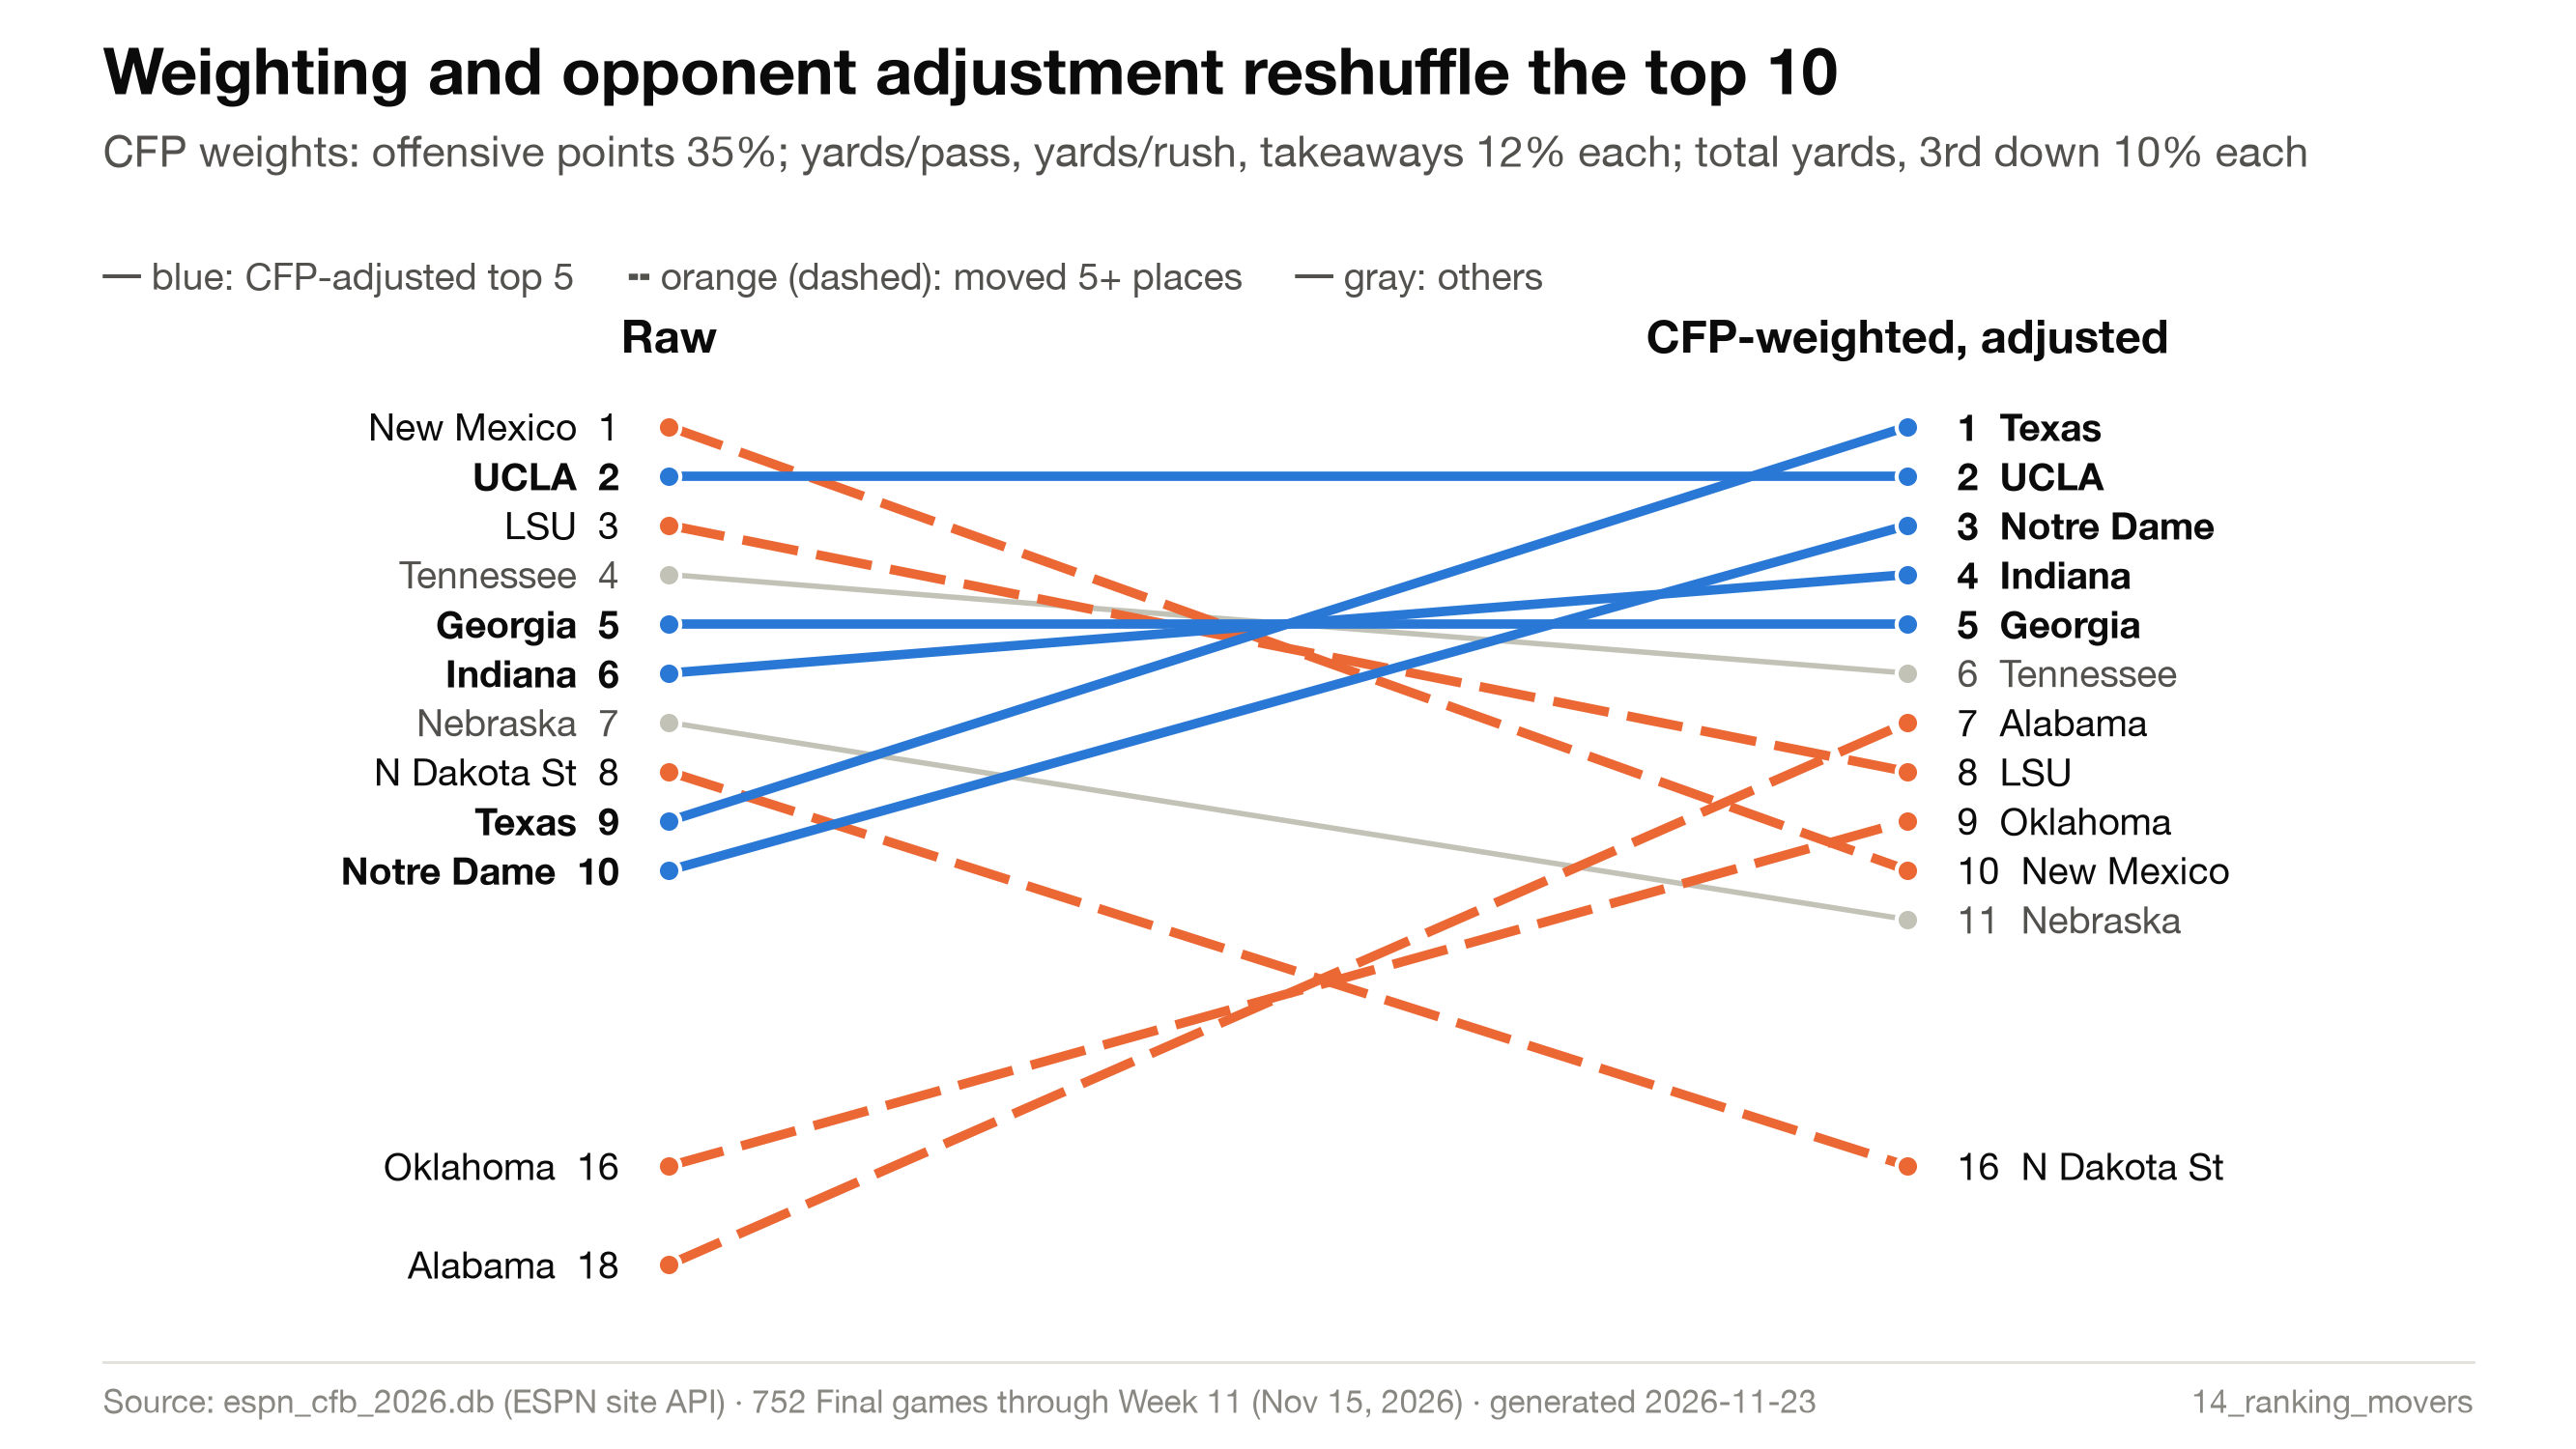 Weighting and opponent adjustment reshuffle the top 10
CFP weights: offensive points 35%; yards/pass, yards/rush, takeaways 12% each; total yards, 3rd down 10% each
— blue: CFP-adjusted top 5 -- orange (dashed): moved 5+ places — gray: others
Raw
CFP-weighted, adjusted
New Mexico 1
UCLA 2
LSU 3
Tennessee 4
Georgia 5
Indiana 6
Nebraska 7
N Dakota St 8
Texas 9
Notre Dame 10
Oklahoma 16
Alabama 18
1 Texas
2 UCLA
3 Notre Dame
4 Indiana
5 Georgia
6 Tennessee
7 Alabama
8 LSU
9 Oklahoma
10 New Mexico
11 Nebraska
16 N Dakota St
Source: espn_cfb_2026.db (ESPN site API) · 752 Final games through Week 11 (Nov 15, 2026) · generated 2026-11-23
14_ranking_movers